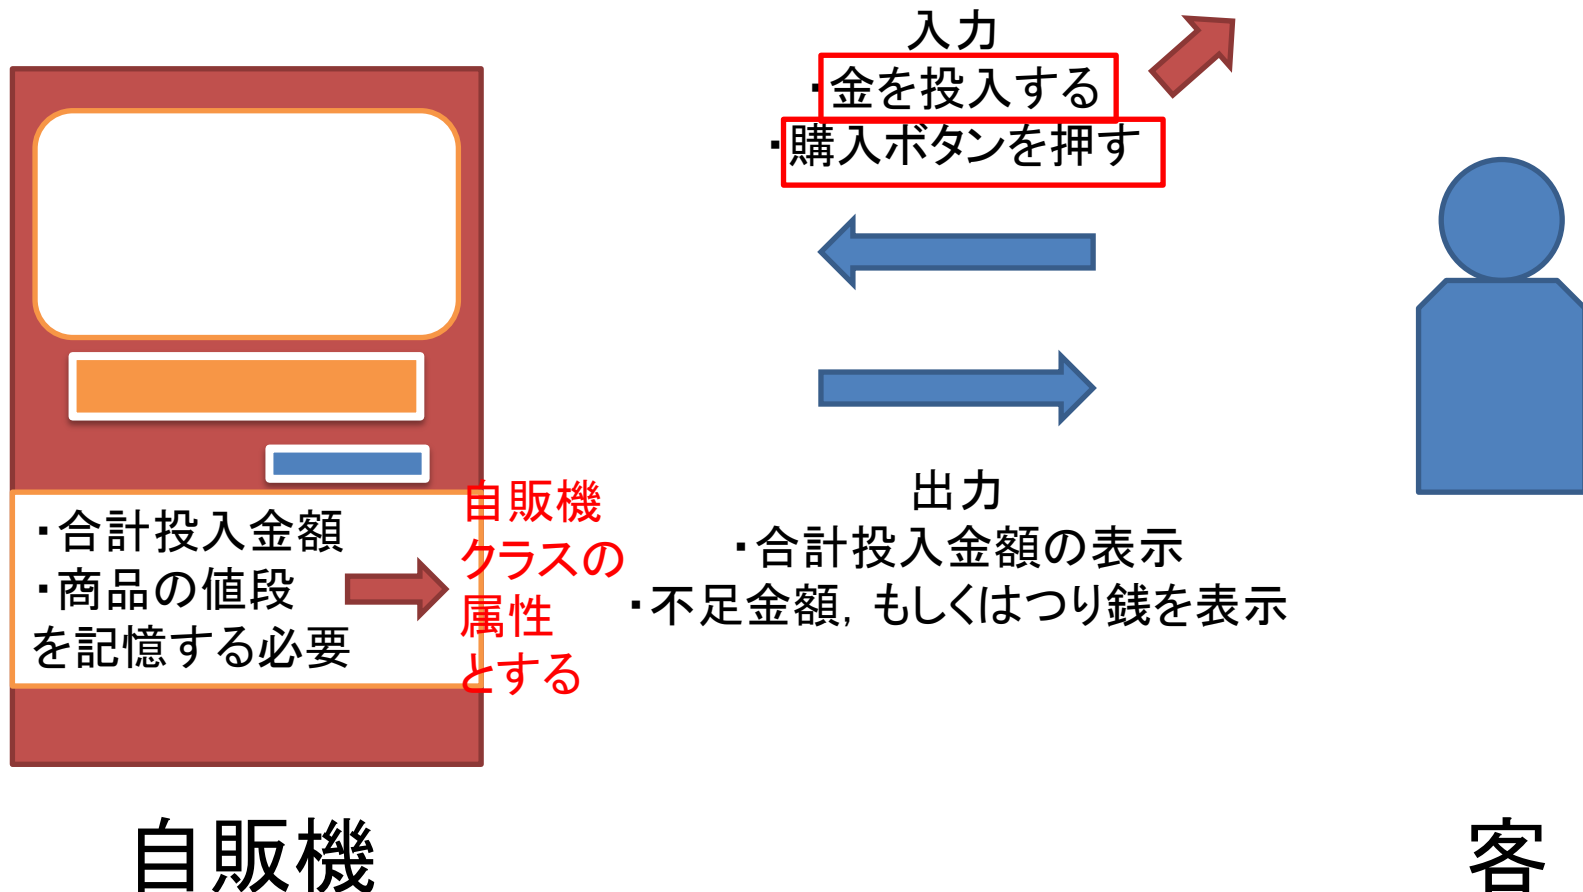 入力
・金を投入する
・購入ボタンを押す
・合計投入金額
・商品の値段
を記憶する必要
自販機
クラスの
属性
とする
出力
・合計投入金額の表示
・不足金額，もしくはつり銭を表示
自販機
客